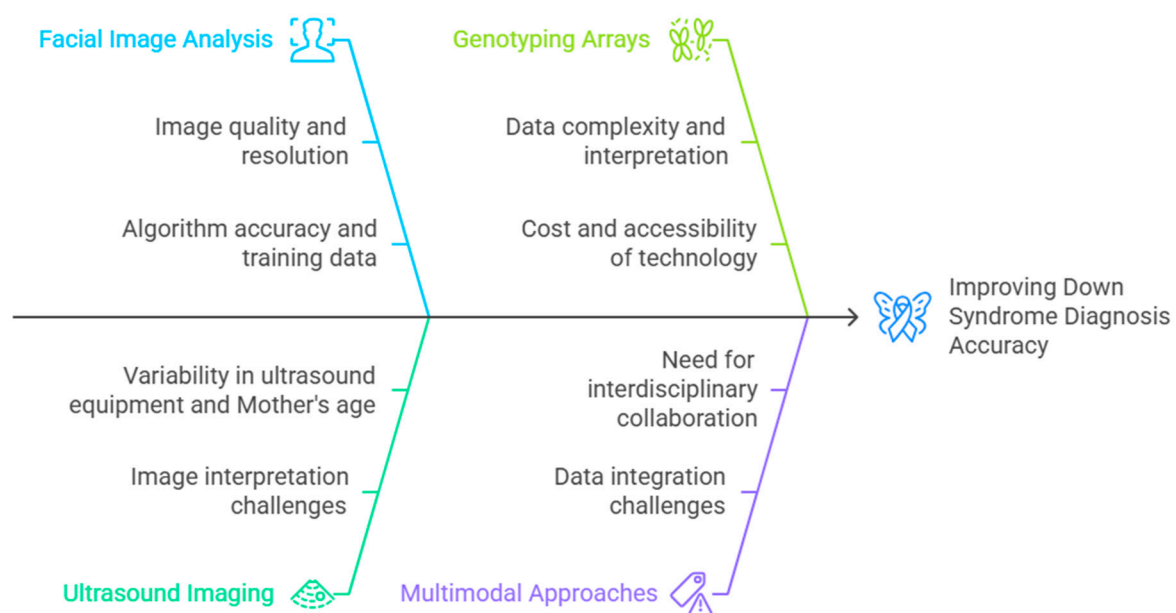 Facial Image Analysis
Genotyping Arrays
Image quality and
resolution
Data complexity and
interpretation
Algorithm accuracy and
training data
Cost and accessibility
of technology
Improving Down
Syndrome Diagnosis
Accuracy
Variability in ultrasound
equipment and Mother's age
Need for
interdisciplinary
collaboration
Image interpretation
challenges
Data integration
challenges
Ultrasound Imaging
Multimodal Approaches